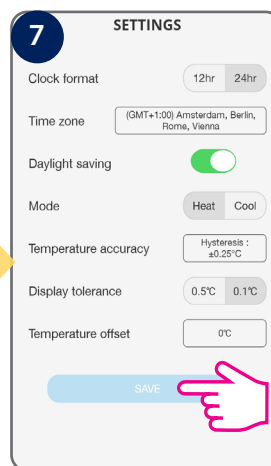 7
SETTINGS
Clock format
12hr 24hr
Time zone
(GMT+1:00) Amsterdam, Berlin,
Rome, Vienna
Daylight saving
Mode
Heat Cool
Temperature accuracy
Hysteresis :
±0.25°C
Display tolerance
0.5°C 0.1°C
Temperature offset
0°C
SAVE